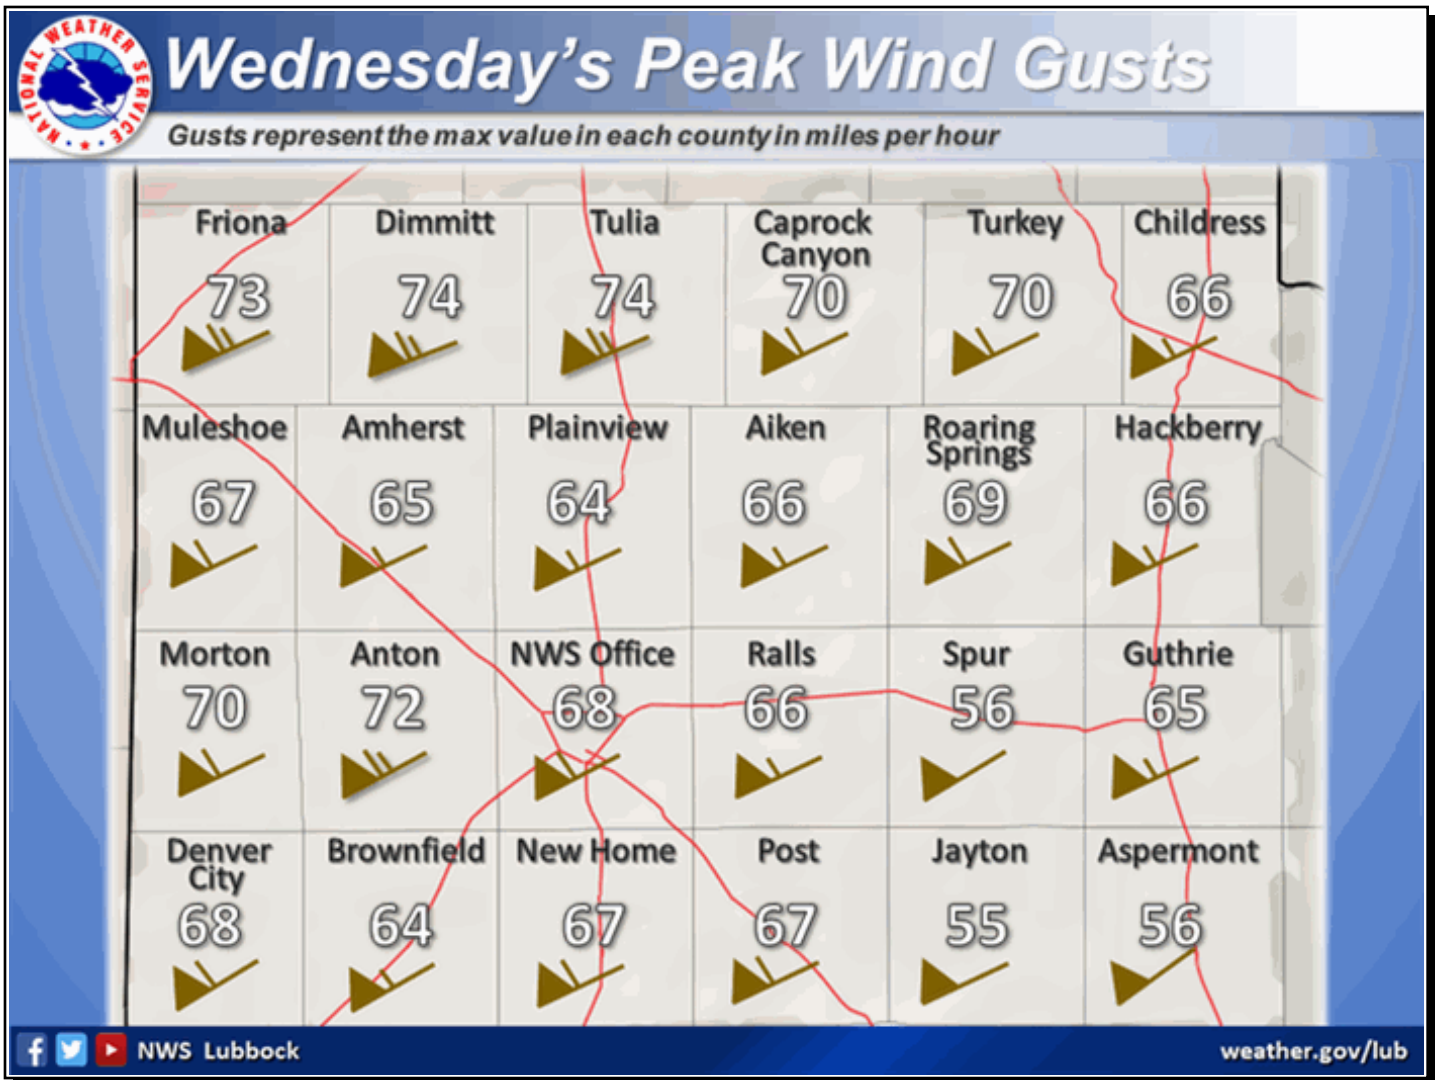 NATIONAL WEATHER SERVICE
Wednesday's Peak Wind Gusts
Gusts represent the max value in each county in miles per hour
Friona Dimmitt Tulia Caprock Turkey Childress
Canyon
73 74 74 70 70 66
Muleshoe Amherst Plainview Aiken Roaring Hackberry
Springs
67 65 64 66 69 66
Morton Anton NWS Office Ralls Spur Guthrie
70 72 68 66 56 65
Denver Brownfield New Home Post Jayton Aspermont
City
68 64 67 67 55 56
NWS Lubbock weather.gov/lub